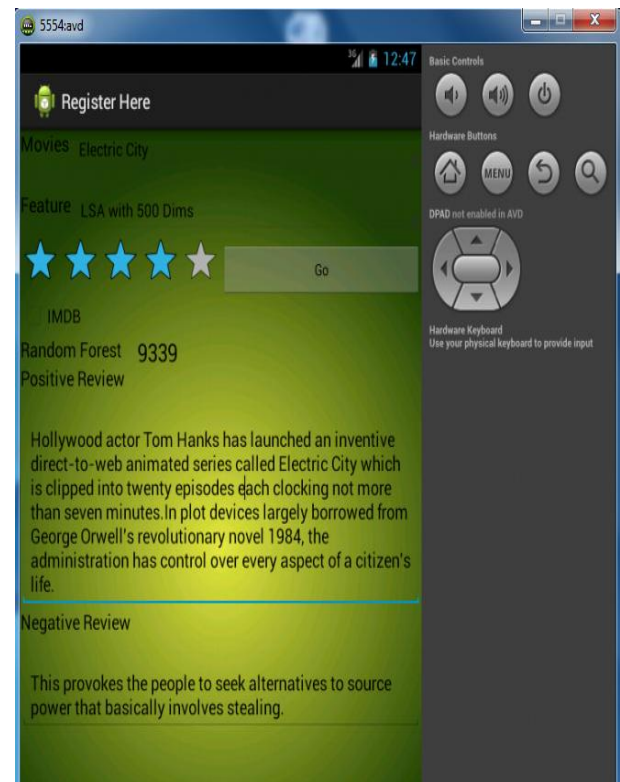 5554:avd
3G 12:47
Register Here
Movies Electric City
Feature LSA with 500 Dims
Go
IMDB
Random Forest 9339
Positive Review
Hollywood actor Tom Hanks has launched an inventive
direct-to-web animated series called Electric City which
is clipped into twenty episodes each clocking not more
than seven minutes.In plot devices largely borrowed from
George Orwell's revolutionary novel 1984, the
administration has control over every aspect of a citizen's
life.
Negative Review
This provokes the people to seek alternatives to source
power that basically involves stealing.
Basic Controls
Hardware Buttons
MENU
DPAD not enabled in AVD
Hardware Keyboard
Use your physical keyboard to provide input